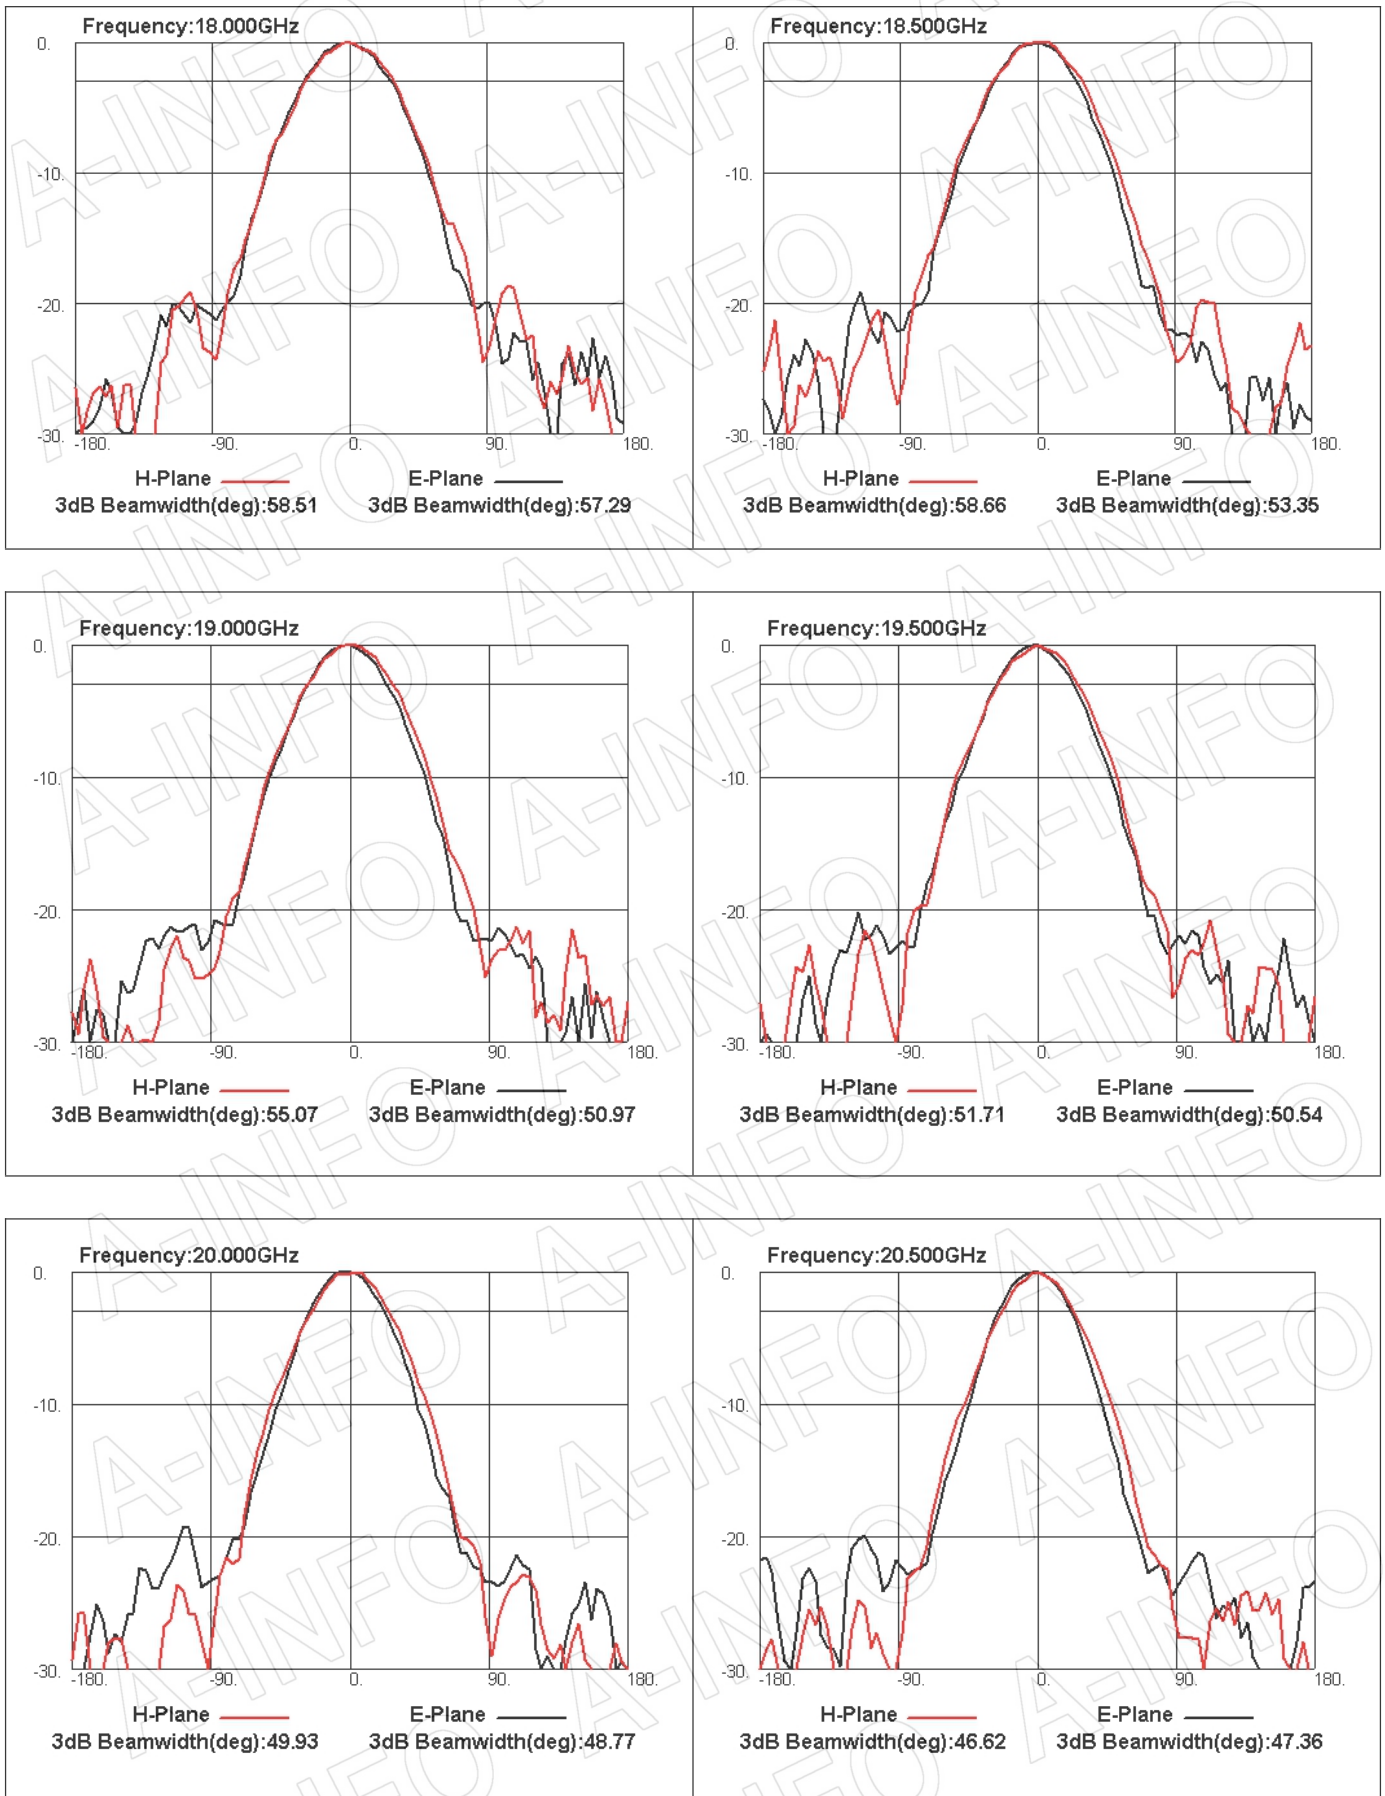 Frequency:18.000GHz
0.
-10.
-20.
-30.
-180. -90. 0. 90. 180.
H-Plane E-Plane
3dB Beamwidth(deg):58.51 3dB Beamwidth(deg):57.29
Frequency:18.500GHz
0.
-10.
-20.
-30.
-180. -90. 0. 90. 180.
H-Plane E-Plane
3dB Beamwidth(deg):58.66 3dB Beamwidth(deg):53.35
Frequency:19.000GHz
0.
-10.
-20.
-30.
-180. -90. 0. 90. 180.
H-Plane E-Plane
3dB Beamwidth(deg):55.07 3dB Beamwidth(deg):50.97
Frequency:19.500GHz
0.
-10.
-20.
-30.
-180. -90. 0. 90. 180.
H-Plane E-Plane
3dB Beamwidth(deg):51.71 3dB Beamwidth(deg):50.54
Frequency:20.000GHz
0.
-10.
-20.
-30.
-180. -90. 0. 90. 180.
H-Plane E-Plane
3dB Beamwidth(deg):49.93 3dB Beamwidth(deg):48.77
Frequency:20.500GHz
0.
-10.
-20.
-30.
-180. -90. 0. 90. 180.
H-Plane E-Plane
3dB Beamwidth(deg):46.62 3dB Beamwidth(deg):47.36
A-INFO